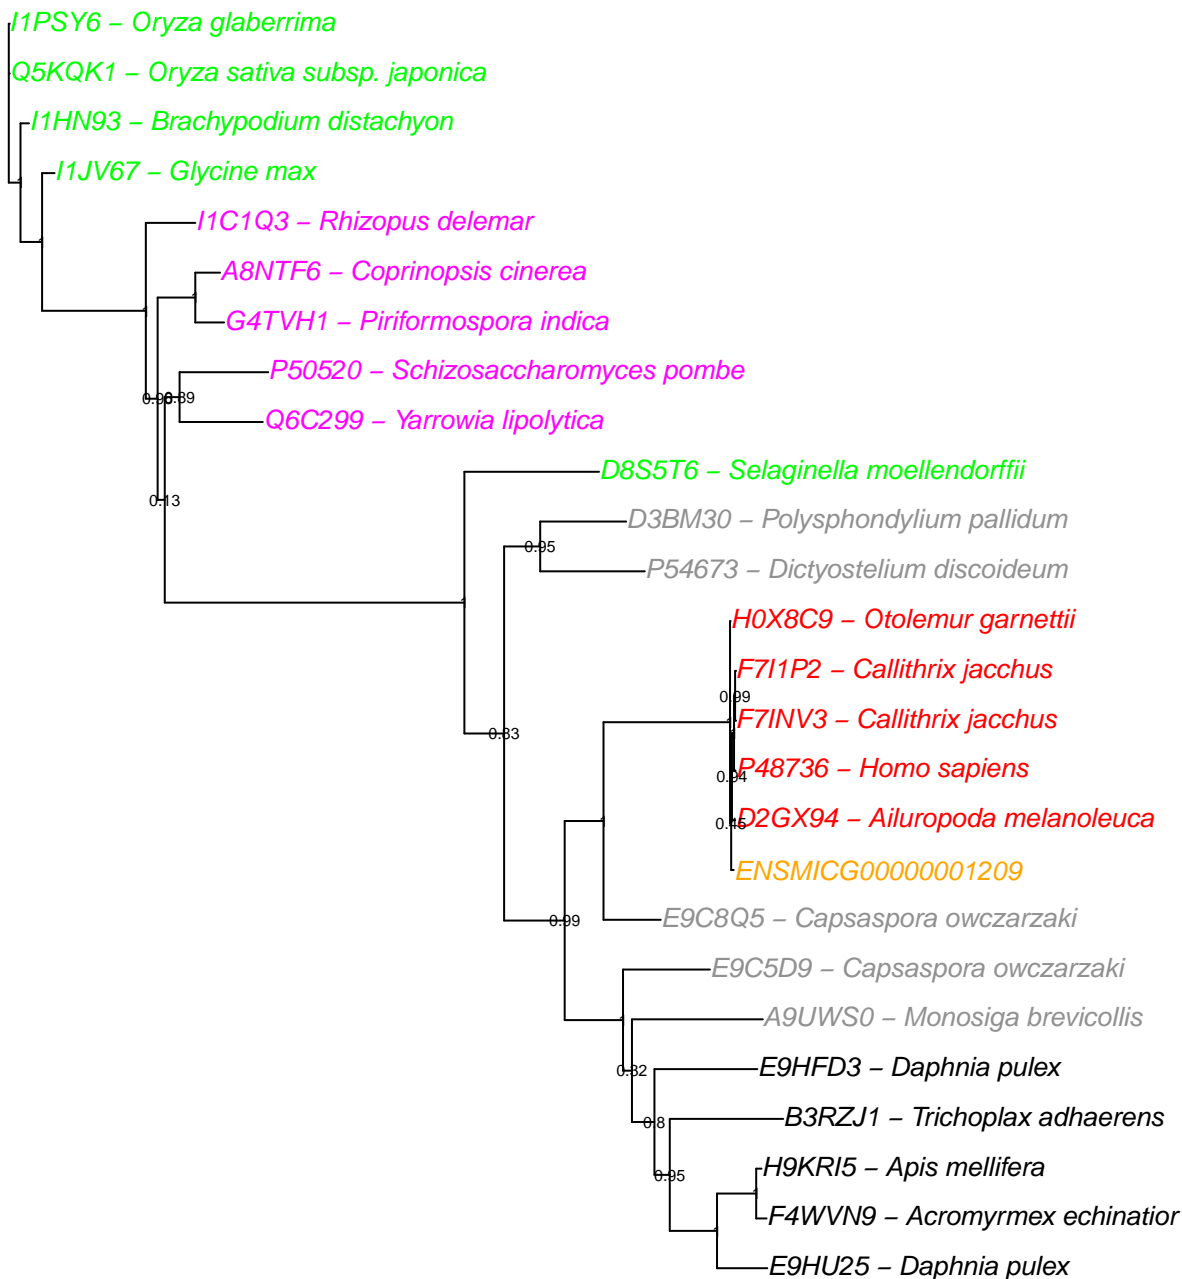 I1PSY6 – Oryza glaberrima
Q5KQK1 – Oryza sativa subsp. japonica
I1HN93 – Brachypodium distachyon
I1JV67 – Glycine max
I1C1Q3 – Rhizopus delemar
A8NTF6 – Coprinopsis cinerea
G4TVH1 – Piriformospora indica
P50520 – Schizosaccharomyces pombe
0.89
Q6C299 – Yarrowia lipolytica
D8S5T6 – Selaginella moellendorffii
0.13
D3BM30 – Polysphondylium pallidum
0.95
P54673 – Dictyostelium discoideum
H0X8C9 – Otolemur garnettii
F7I1P2 – Callithrix jacchus
0.99
F7INV3 – Callithrix jacchus
0.83
P48736 – Homo sapiens
0.94
D2GX94 – Ailuropoda melanoleuca
0.45
ENSMICG00000001209
E9C8Q5 – Capsaspora owczarzaki
0.99
E9C5D9 – Capsaspora owczarzaki
A9UWS0 – Monosiga brevicollis
E9HFD3 – Daphnia pulex
0.82
B3RZJ1 – Trichoplax adhaerens
0.8
H9KRI5 – Apis mellifera
0.95
F4WVN9 – Acromyrmex echinatior
E9HU25 – Daphnia pulex